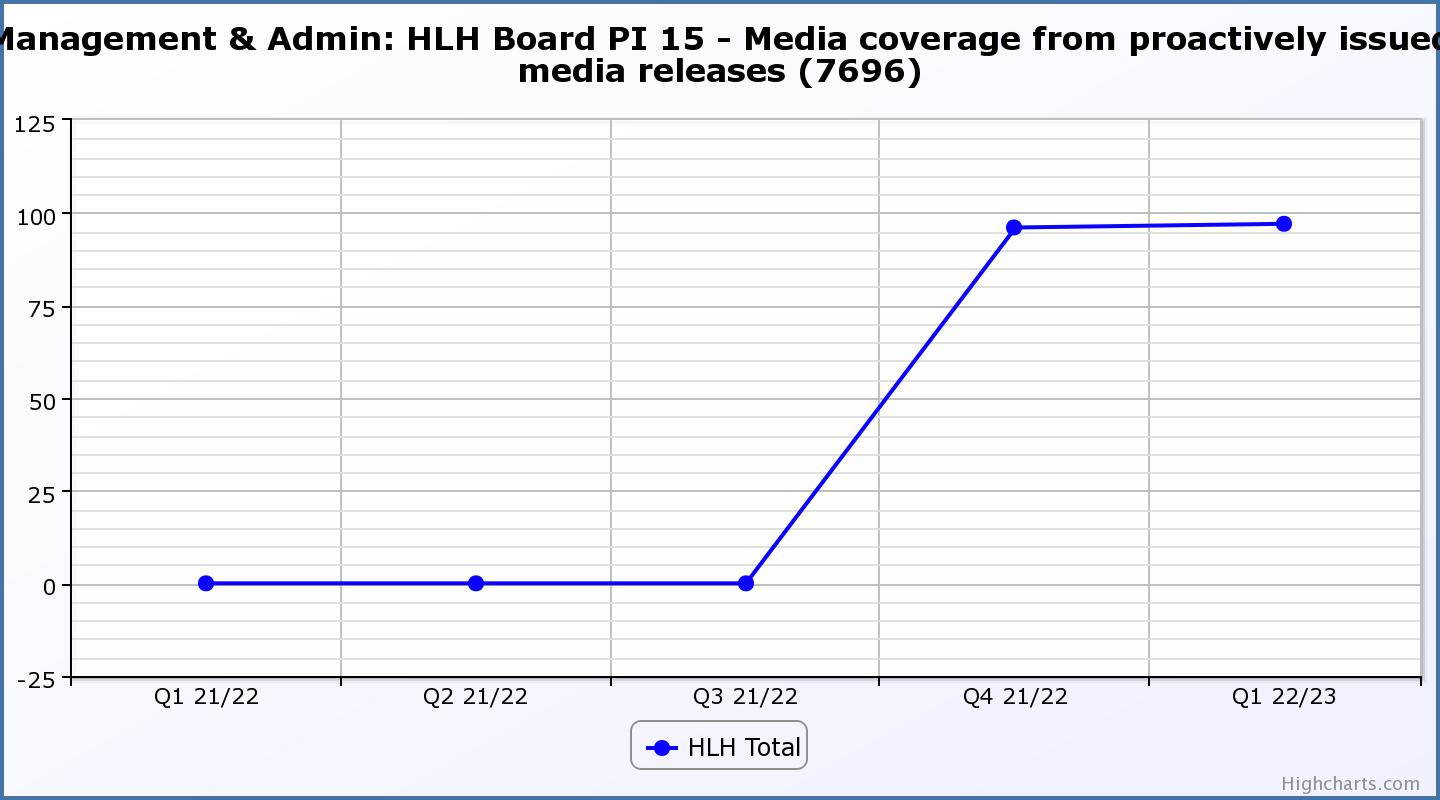 Management & Admin: HLH Board PI 15 - Media coverage from proactively issued
media releases (7696)
125
100
75
50
25
0
-25
Q1 21/22 Q2 21/22 Q3 21/22 Q4 21/22 Q1 22/23
HLH Total
Highcharts.com